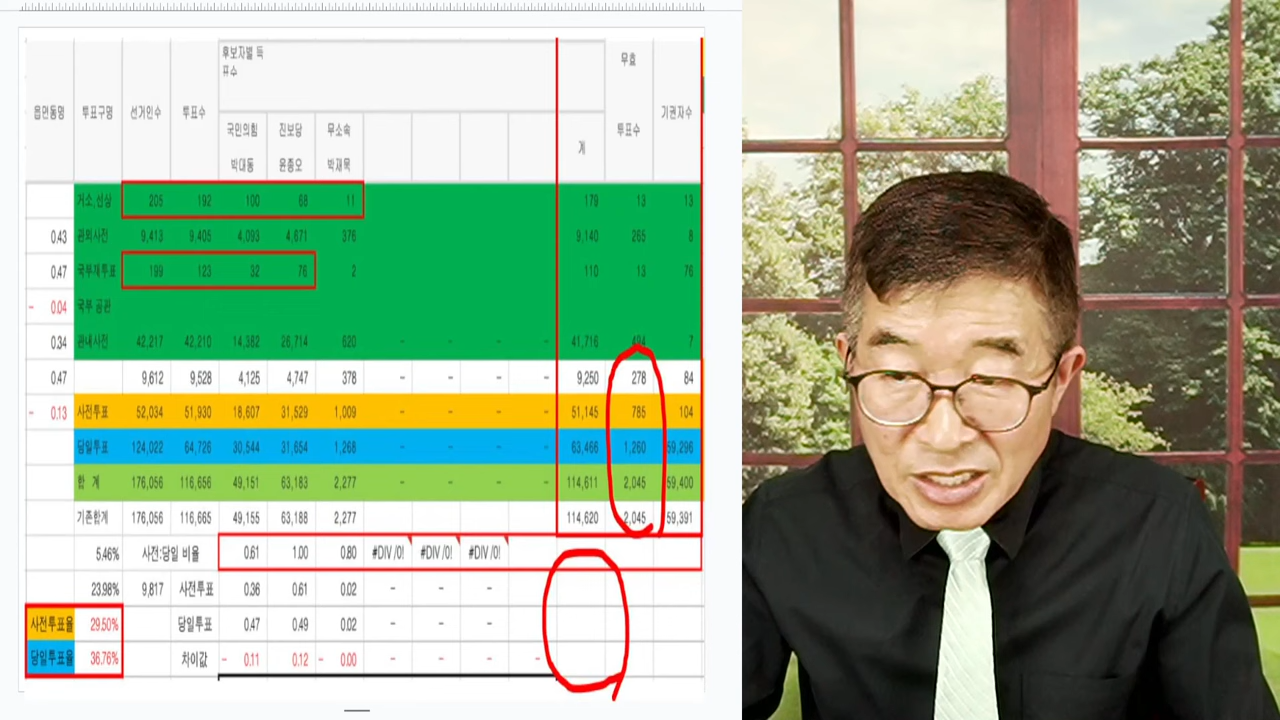 후보자별 득
표수
무효
읍면동명 투표구명 선거인수 투표수 기권자수
국민의힘 진보당 무소속 투표수
계
박대동 윤종오 박재묵
거소,선상 205 192 100 68 11 179 13 13
0.43 관외사전 9,413 9,405 4,093 4,671 376 9,140 265 8
0.47 국외재투표 199 123 32 76 2 110 13 76
- 0.04 국외 공관
0.34 관내사전 42,217 42,210 14,382 26,714 620 - - - - 41,716 494 7
0.47 9,612 9,528 4,125 4,747 378 - - - - 9,250 278 84
- 0.13 사전투표 52,034 51,930 18,607 31,529 1,009 - - - - 51,145 785 104
당일투표 124,022 64,726 30,544 31,654 1,268 - - - - 63,466 1,260 59,296
합 계 176,056 116,656 49,151 63,183 2,277 - - - - 114,611 2,045 59,400
기존합계 176,056 116,665 49,155 63,188 2,277 114,620 2,045 59,391
5.46% 사전:당일 비율 0.61 1.00 0.80 #DIV /0! #DIV /0! #DIV /0!
23.98% 9,817 사전투표 0.36 0.61 0.02 - - -
사전투표율 29.50% 당일투표 0.47 0.49 0.02 - - -
당일투표율 36.76% 차이값 - 0.11 0.12 - 0.00 - - - -